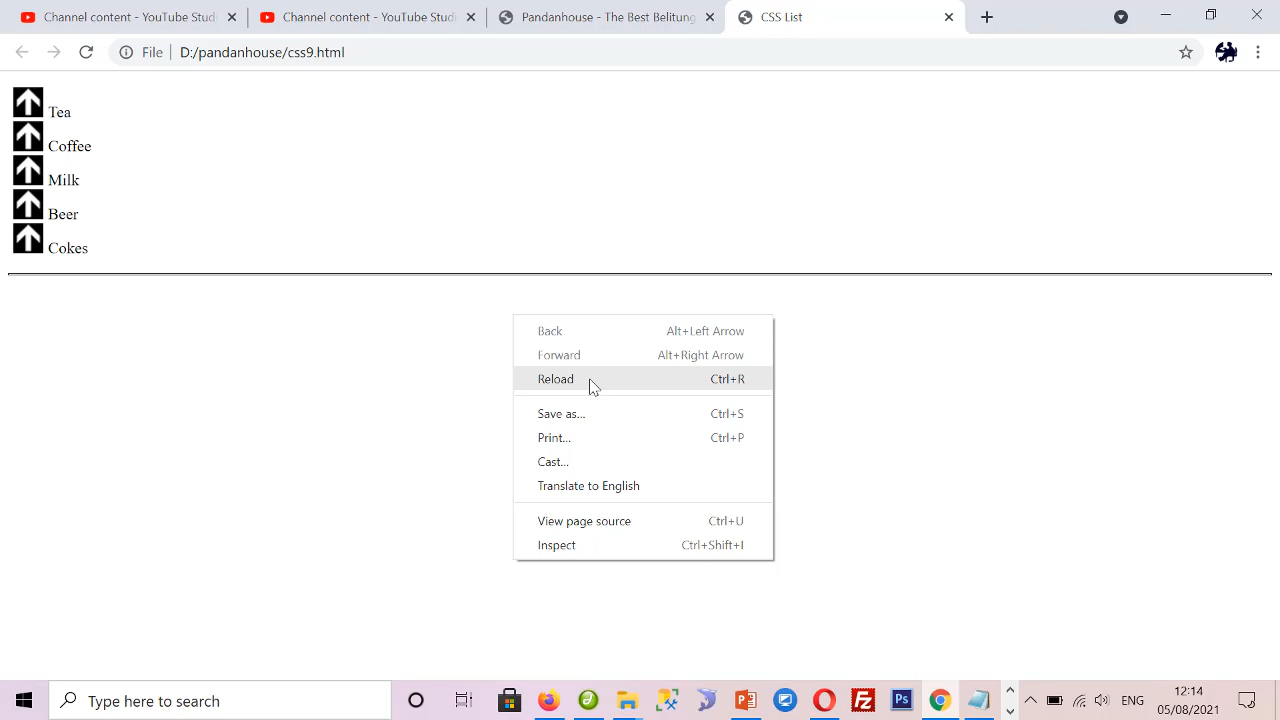 Channel content - YouTube Stud
Channel content - YouTube Stud
Pandanhouse - The Best Belitung
CSS List
File
D:/pandanhouse/css9.html
Tea
Coffee
Milk
Beer
Cokes
Back Alt+Left Arrow
Forward Alt+Right Arrow
Reload Ctrl+R
Save as... Ctrl+S
Print... Ctrl+P
Cast...
Translate to English
View page source Ctrl+U
Inspect Ctrl+Shift+I
Type here to search
Fz
Ps
ENG
12:14
05/08/2021